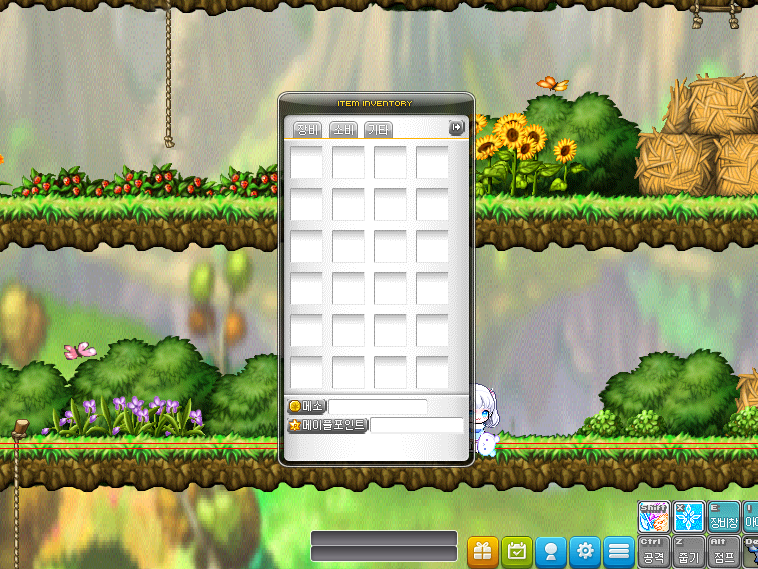 ITEM INVENTORY
장비 소비 기타
메소
메이플포인트
Shift X E I
장비창
Ctrl Z Alt
공격 줍기 점프